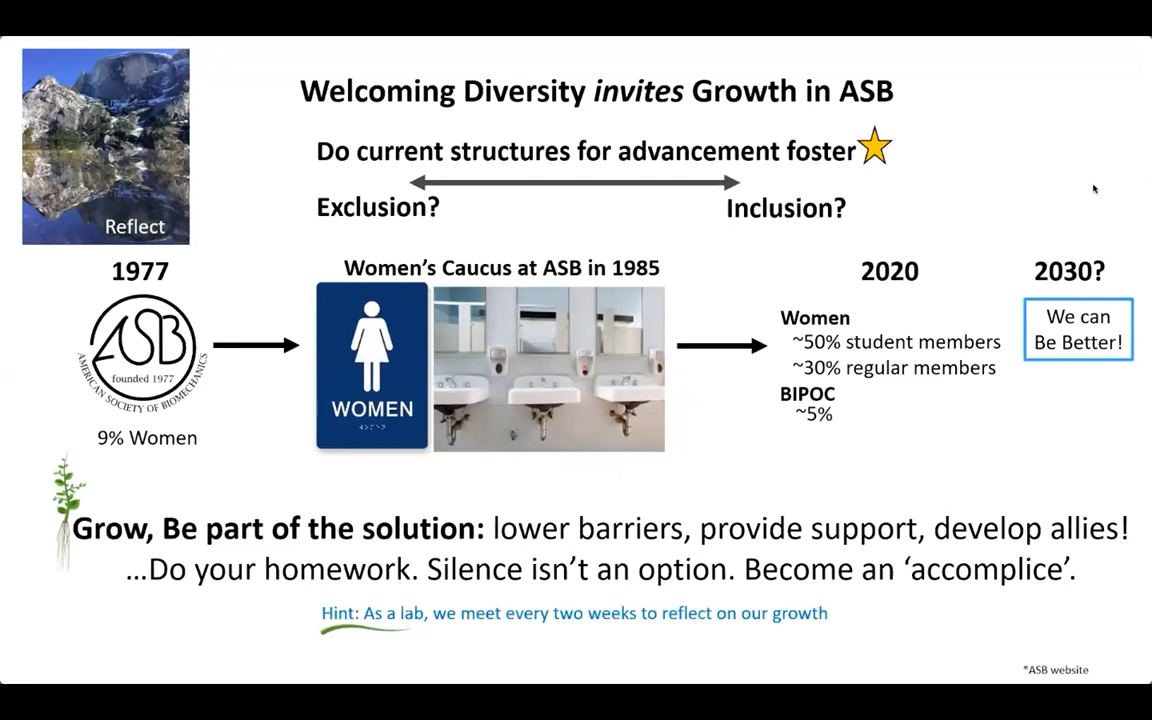 Welcoming Diversity invites Growth in ASB
Do current structures for advancement foster
Exclusion?
Inclusion?
Reflect
1977
ASB
founded 1977
AMERICAN SOCIETY OF BIOMECHANICS
9% Women
Women’s Caucus at ASB in 1985
WOMEN
2020
Women
~50% student members
~30% regular members
BIPOC
~5%
2030?
We can
Be Better!
Grow, Be part of the solution: lower barriers, provide support, develop allies!
...Do your homework. Silence isn’t an option. Become an ‘accomplice’.
Hint: As a lab, we meet every two weeks to reflect on our growth
*ASB website